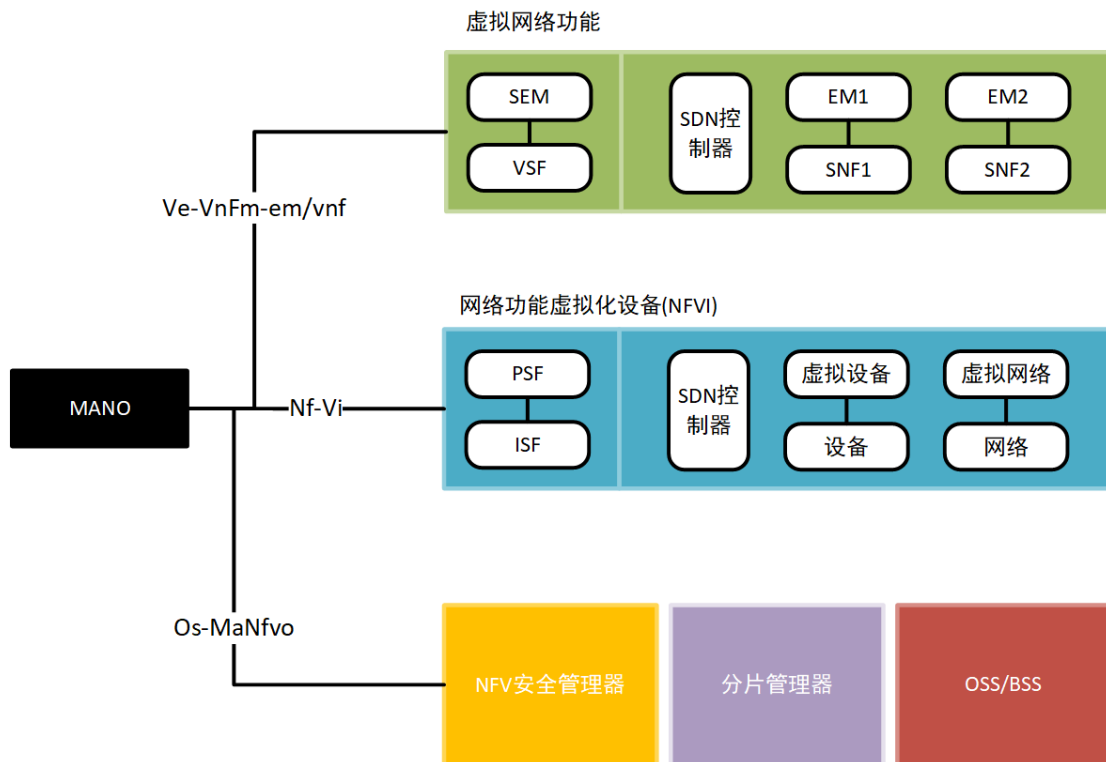 虚拟网络功能
SEM
VSF
SDN控
制器
EM1
SNF1
EM2
SNF2
Ve-VnFm-em/vnf
网络功能虚拟化设备(NFVI)
PSF
ISF
SDN控
制器
虚拟设备
设备
虚拟网络
网络
MANO
Nf-Vi
Os-MaNfvo
NFV安全管理器
分片管理器
OSS/BSS